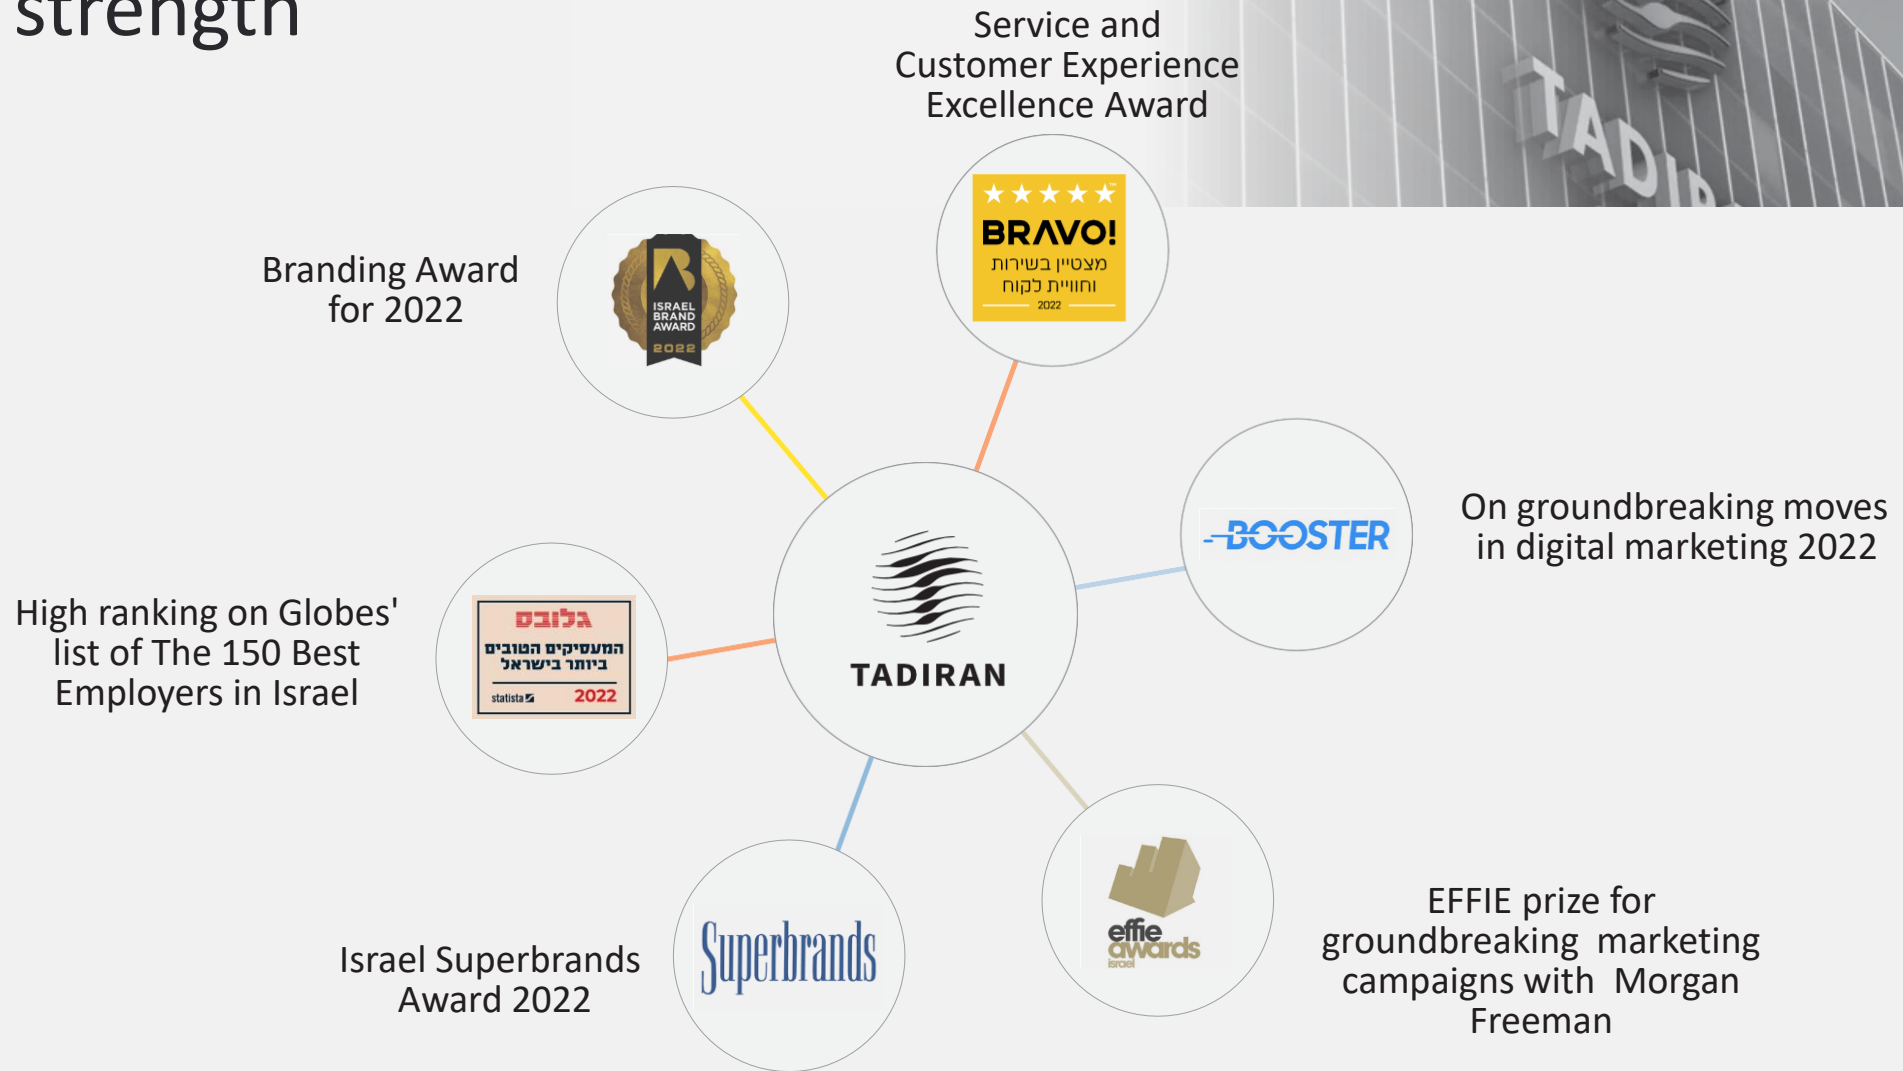 strength
Service and
Customer Experience
Excellence Award
TADIR
BRAVO!
מצטיין בשירות
וחוויית לקוח
2022
Branding Award
for 2022
ISRAEL
BRAND
AWARD
2022
BOOSTER
On groundbreaking moves
in digital marketing 2022
TADIRAN
High ranking on Globes'
list of The 150 Best
Employers in Israel
גלובס
המעסיקים הטובים
ביותר בישראל
statista 2022
Israel Superbrands
Award 2022
Superbrands
effie
awards
israel
EFFIE prize for
groundbreaking marketing
campaigns with Morgan
Freeman